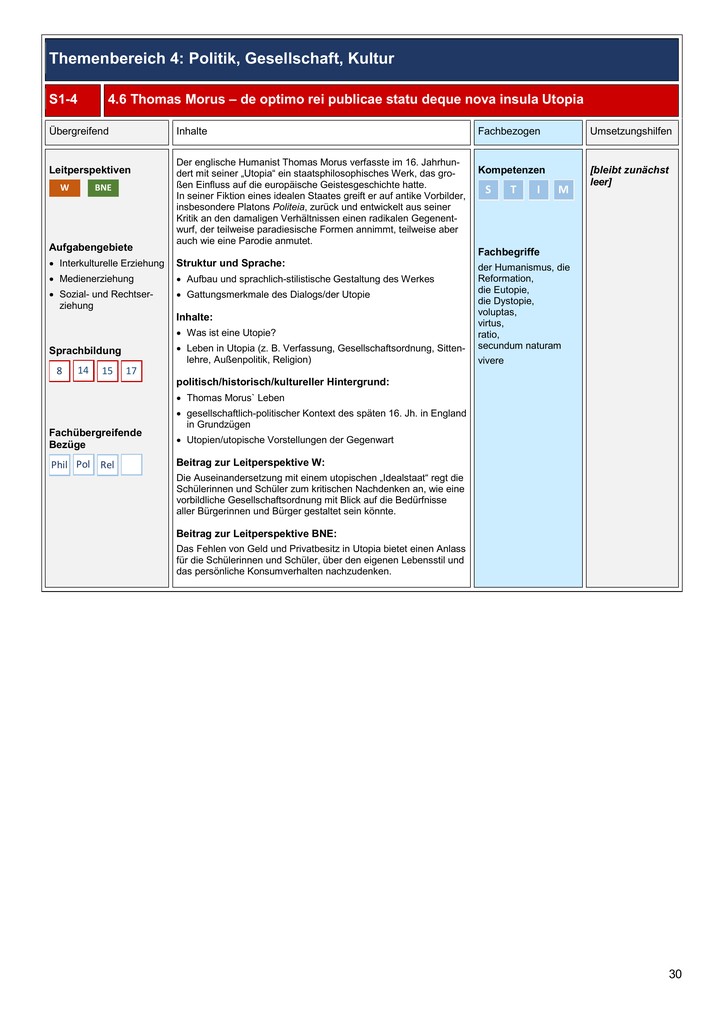 Themenbereich 4: Politik, Gesellschaft, Kultur
S1-4
4.6 Thomas Morus – de optimo rei publicae statu deque nova insula Utopia
Übergreifend
Inhalte
Fachbezogen
Umsetzungshilfen
Leitperspektiven
W BNE
Aufgabengebiete
• Interkulturelle Erziehung
• Medienerziehung
• Sozial- und Rechtser-
ziehung
Sprachbildung
8 14 15 17
Fachübergreifende
Bezüge
Phil Pol Rel
Der englische Humanist Thomas Morus verfasste im 16. Jahrhun-
dert mit seiner „Utopia“ ein staatsphilosophisches Werk, das gro-
ßen Einfluss auf die europäische Geistesgeschichte hatte.
In seiner Fiktion eines idealen Staates greift er auf antike Vorbilder,
insbesondere Platons Politeia, zurück und entwickelt aus seiner
Kritik an den damaligen Verhältnissen einen radikalen Gegenent-
wurf, der teilweise paradiesische Formen annimmt, teilweise aber
auch wie eine Parodie anmutet.
Struktur und Sprache:
• Aufbau und sprachlich-stilistische Gestaltung des Werkes
• Gattungsmerkmale des Dialogs/der Utopie
Inhalte:
• Was ist eine Utopie?
• Leben in Utopia (z. B. Verfassung, Gesellschaftsordnung, Sitten-
lehre, Außenpolitik, Religion)
politisch/historisch/kultureller Hintergrund:
• Thomas Morus` Leben
• gesellschaftlich-politischer Kontext des späten 16. Jh. in England
in Grundzügen
• Utopien/utopische Vorstellungen der Gegenwart
Beitrag zur Leitperspektive W:
Die Auseinandersetzung mit einem utopischen „Idealstaat“ regt die
Schülerinnen und Schüler zum kritischen Nachdenken an, wie eine
vorbildliche Gesellschaftsordnung mit Blick auf die Bedürfnisse
aller Bürgerinnen und Bürger gestaltet sein könnte.
Beitrag zur Leitperspektive BNE:
Das Fehlen von Geld und Privatbesitz in Utopia bietet einen Anlass
für die Schülerinnen und Schüler, über den eigenen Lebensstil und
das persönliche Konsumverhalten nachzudenken.
Kompetenzen
S T I M
Fachbegriffe
der Humanismus, die
Reformation,
die Eutopie,
die Dystopie,
voluptas,
virtus,
ratio,
secundum naturam
vivere
[bleibt zunächst
leer]
30